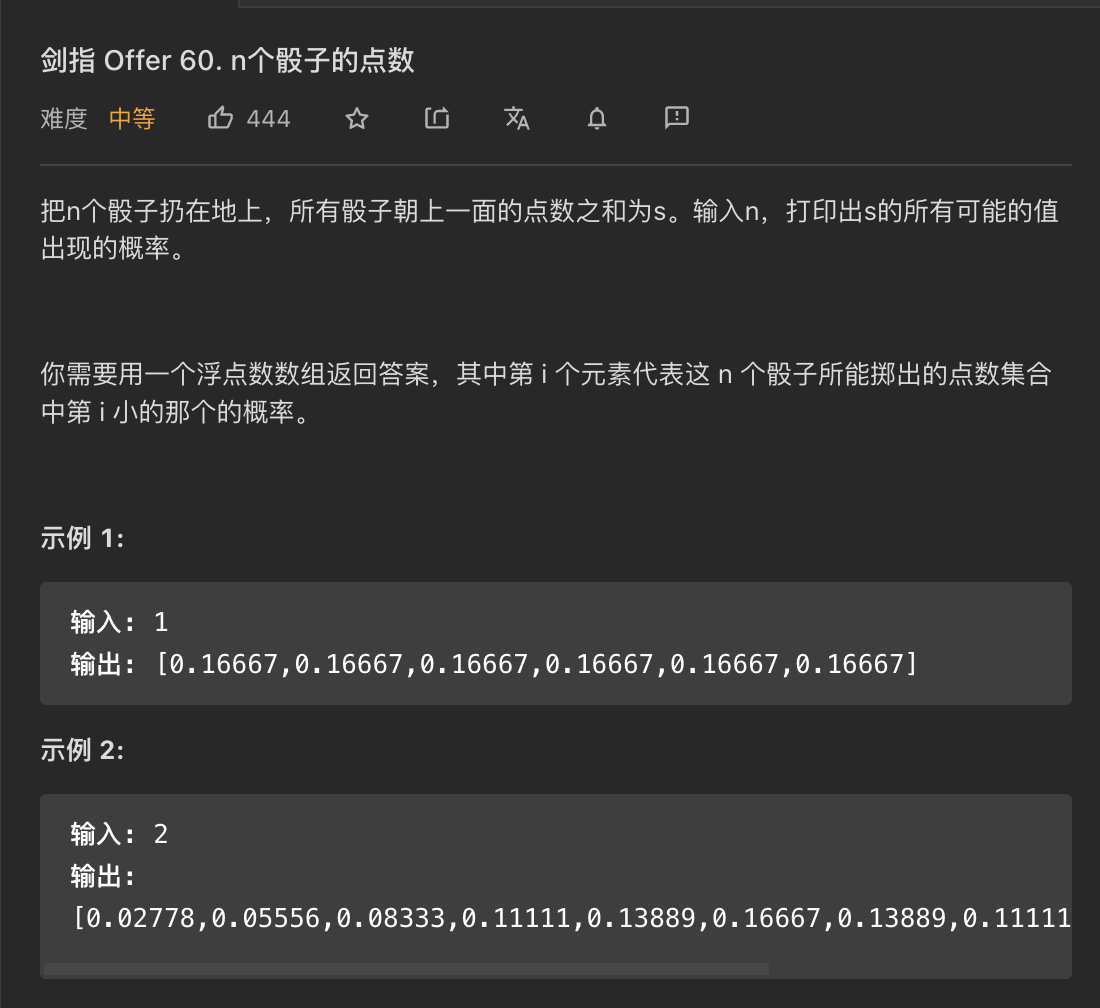 剑指 Offer 60. n个骰子的点数
难度 中等 444
把n个骰子扔在地上，所有骰子朝上一面的点数之和为s。输入n，打印出s的所有可能的值
出现的概率。
你需要用一个浮点数数组返回答案，其中第 i 个元素代表这 n 个骰子所能掷出的点数集合
中第 i 小的那个的概率。
示例 1:
输入: 1
输出: [0.16667,0.16667,0.16667,0.16667,0.16667,0.16667]
示例 2:
输入: 2
输出:
[0.02778,0.05556,0.08333,0.11111,0.13889,0.16667,0.13889,0.11111